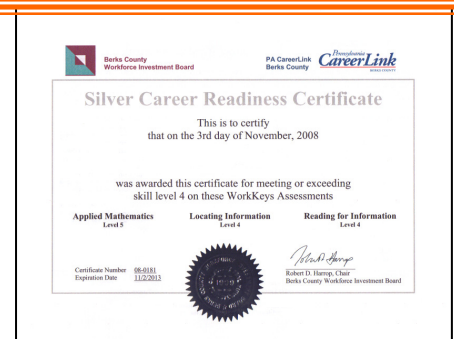 Berks County
Workforce Investment Board
PA CareerLink
Berks County
Pennsylvania
CareerLink
BERKS COUNTY
Silver Career Readiness Certificate
This is to certify
that on the 3rd day of November, 2008
was awarded this certificate for meeting or exceeding
skill level 4 on these WorkKeys Assessments
Applied Mathematics
Level 5
Locating Information
Level 4
Reading for Information
Level 4
Certificate Number 08-0181
Expiration Date 11/2/2013
Robert D. Harrop, Chair
Berks County Workforce Investment Board